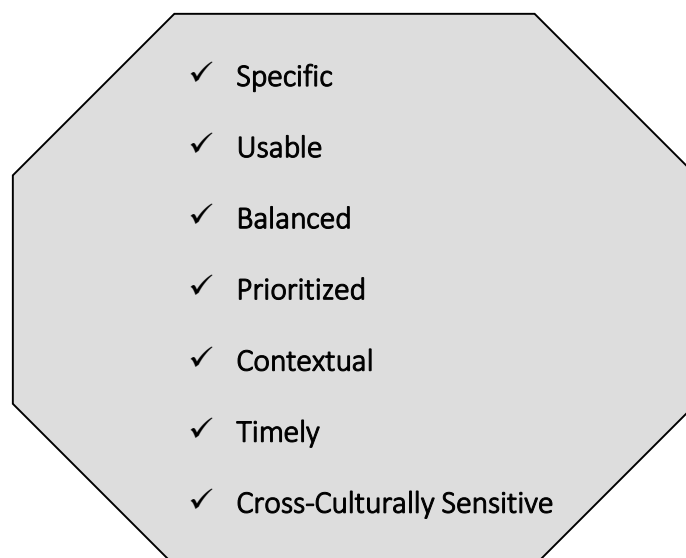 ✓ Specific
✓ Usable
✓ Balanced
✓ Prioritized
✓ Contextual
✓ Timely
✓ Cross-Culturally Sensitive